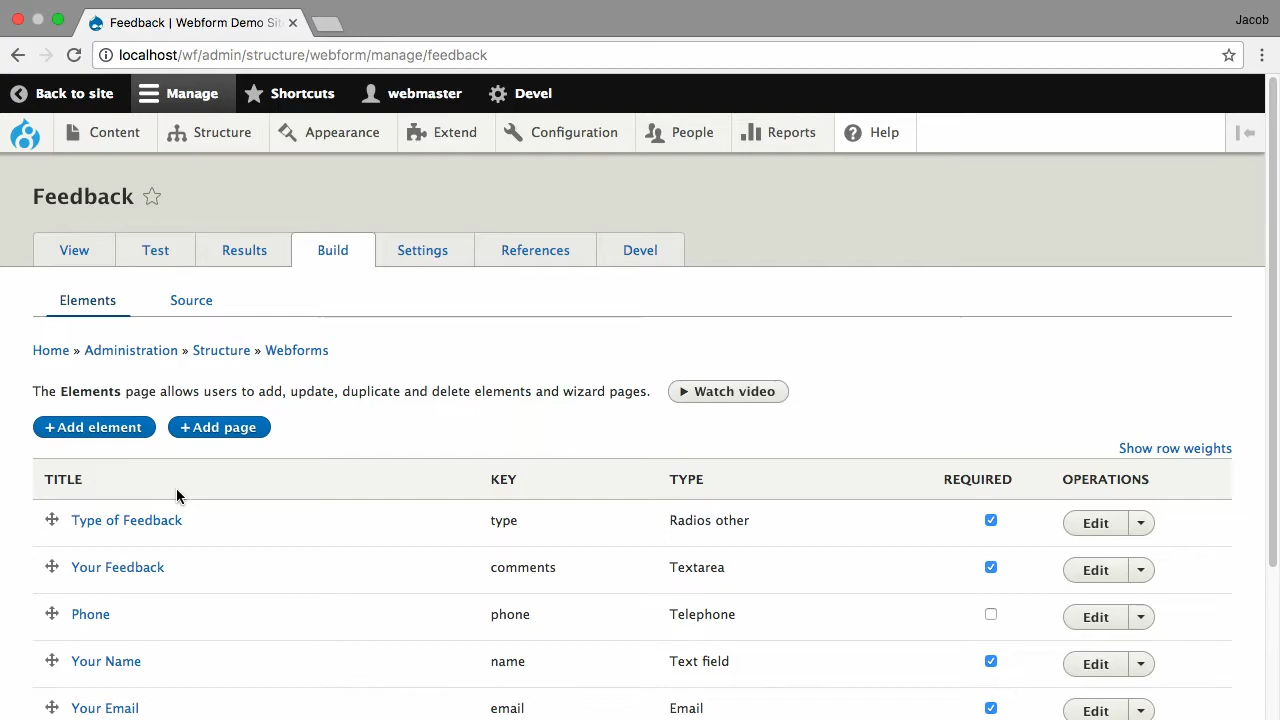 Feedback | Webform Demo Sit
Jacob
localhost/wf/admin/structure/webform/manage/feedback
Back to site Manage Shortcuts webmaster Devel
Content Structure Appearance Extend Configuration People Reports Help
Feedback
View Test Results Build Settings References Devel
Elements Source
Home » Administration » Structure » Webforms
The Elements page allows users to add, update, duplicate and delete elements and wizard pages. Watch video
+Add element +Add page
Show row weights
TITLE KEY TYPE REQUIRED OPERATIONS
Type of Feedback type Radios other Edit
Your Feedback comments Textarea Edit
Phone phone Telephone Edit
Your Name name Text field Edit
Your Email email Email Edit